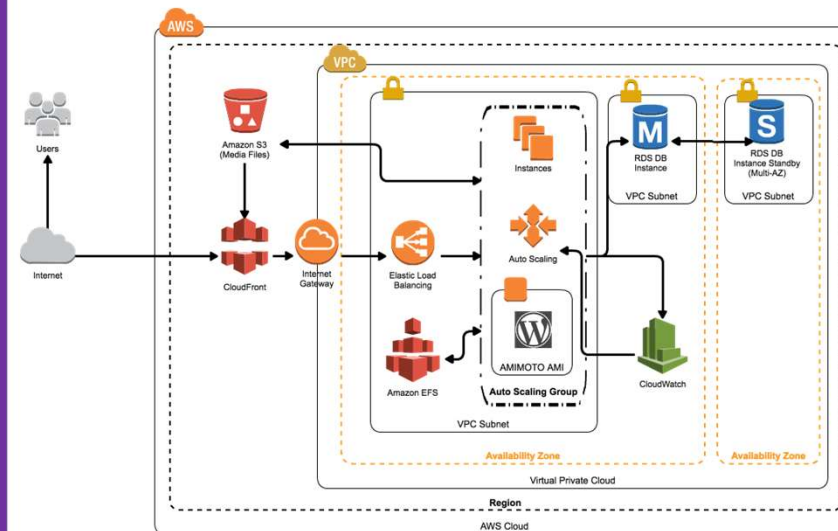 AWS
VPC
Users
Amazon S3
(Media Files)
Instances
M
RDS DB
Instance
VPC Subnet
S
RDS DB
Instance Standby
(Multi-AZ)
VPC Subnet
Internet
CloudFront
Internet
Gateway
Elastic Load
Balancing
Auto Scaling
W
AMIMOTO AMI
Auto Scaling Group
Amazon EFS
VPC Subnet
CloudWatch
Availability Zone
Availability Zone
Virtual Private Cloud
Region
AWS Cloud